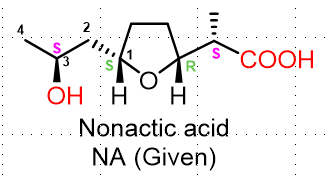 4 2
S 3 1 S
S R
O COOH
OH H H
Nonactic acid
NA (Given)